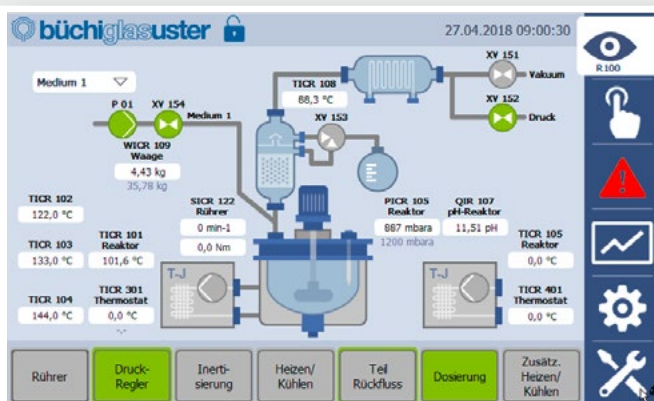 büchiglasuster
27.04.2018 09:00:30
R100
Medium 1
P 01
XV 154
Medium 1
WICR 109
Waage
4,43 kg
35,78 kg
TICR 108
88,3 °C
XV 153
XV 151
Vakuum
XV 152
Druck
TICR 102
122,0 °C
TICR 103
133,0 °C
TICR 101
Reaktor
101,6 °C
TICR 104
144,0 °C
TICR 301
Thermostat
0,0 °C
-.-
SICR 122
Rührer
0 min-1
0,0 Nm
T-J
PICR 105
Reaktor
887 mbara
1200 mbara
QIR 107
pH-Reaktor
11,51 pH
TICR 105
Reaktor
0,0 °C
T-J
TICR 401
Thermostat
0,0 °C
Rührer
Druck-
Regler
Inerti-
sierung
Heizen/
Kühlen
Teil
Rückfluss
Dosierung
Zusätz.
Heizen/
Kühlen